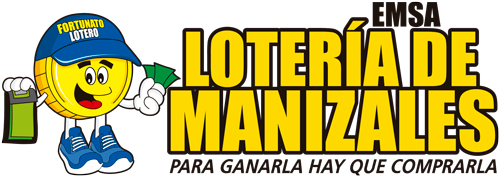 FORTUNATO
LOTERO
EMSA
LOTERÍA DE
MANIZALES
PARA GANARLA HAY QUE COMPRARLA